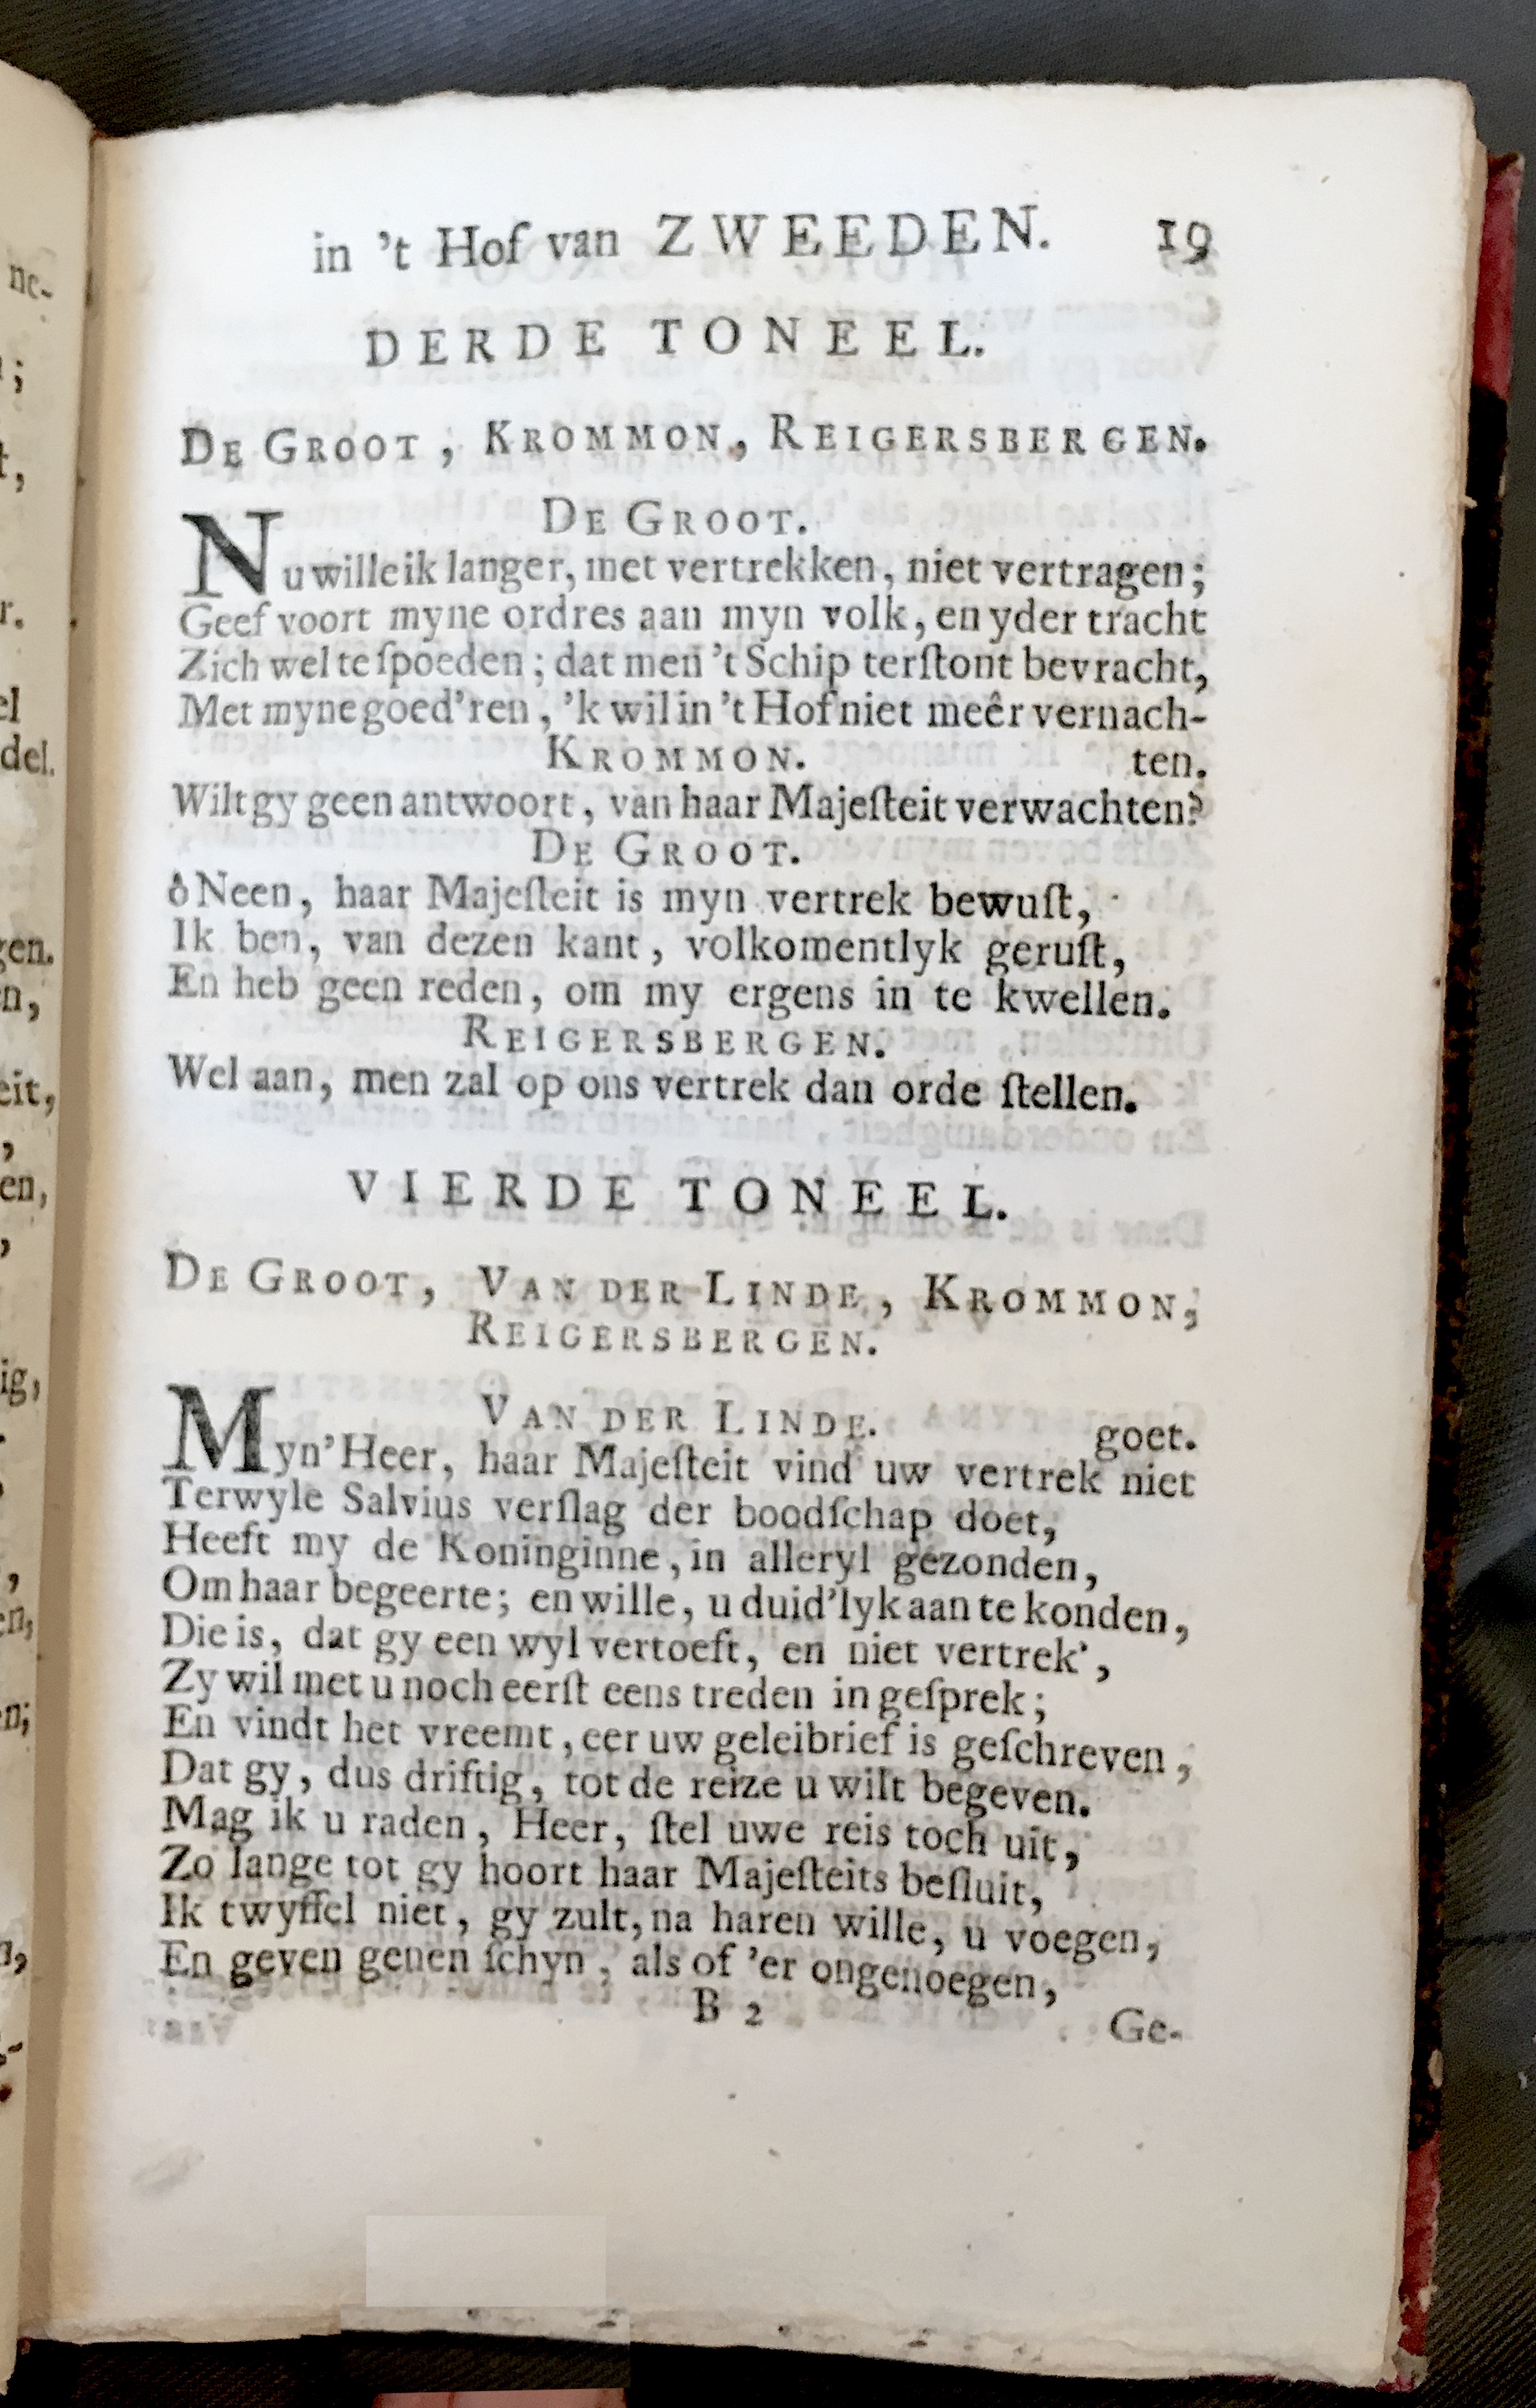 in 't Hof van ZWEEDEN. 19
DERDE TONEEL.
DE GROOT, KROMMON, REIGERSBERGEN.
DE GROOT.
Nu wille ik langer, met vertrekken, niet vertragen;
Geef voort myne ordres aan myn volk, en yder tracht
Zich wel te ſpoeden; dat men 't Schip terſtont bevracht,
Met myne goed'ren, 'k wil in 't Hof niet meêr vernach-
KROMMON. ten.
Wilt gy geen antwoort, van haar Majeſteit verwachten?
DE GROOT.
ô Neen, haar Majeſteit is myn vertrek bewuſt,
Ik ben, van dezen kant, volkomentlyk geruſt,
En heb geen reden, om my ergens in te kwellen.
REIGERSBERGEN.
Wel aan, men zal op ons vertrek dan orde ſtellen.
VIERDE TONEEL.
DE GROOT, VAN DER LINDE, KROMMON,
REIGERSBERGEN.
VAN DER LINDE. goet.
Myn' Heer, haar Majeſteit vind uw vertrek niet
Terwyle Salvius verſlag der boodſchap doet,
Heeft my de Koninginne, in alleryl gezonden,
Om haar begeerte; en wille, u duid'lyk aan te konden,
Die is, dat gy een wyl vertoeft, en niet vertrek',
Zy wil met u noch eerſt eens treden in geſprek;
En vindt het vreemt, eer uw geleibrief is geſchreven,
Dat gy, dus driftig, tot de reize u wilt begeven.
Mag ik u raden, Heer, ſtel uwe reis toch uit,
Zo lange tot gy hoort haar Majeſteits beſluit,
Ik twyffel niet, gy zult, na haren wille, u voegen,
En geven genen ſchyn, als of 'er ongenoegen,
B 2 Ge-